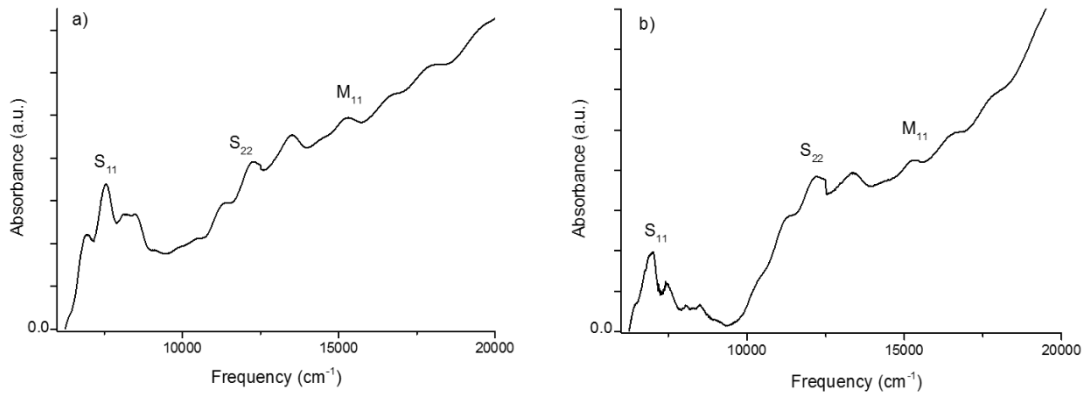 a)
S₁₁
S₂₂
M₁₁
Absorbance (a.u.)
0.0
10000 15000 20000
Frequency (cm⁻¹)
b)
S₁₁
S₂₂
M₁₁
Absorbance (a.u.)
0.0
10000 15000 20000
Frequency (cm⁻¹)